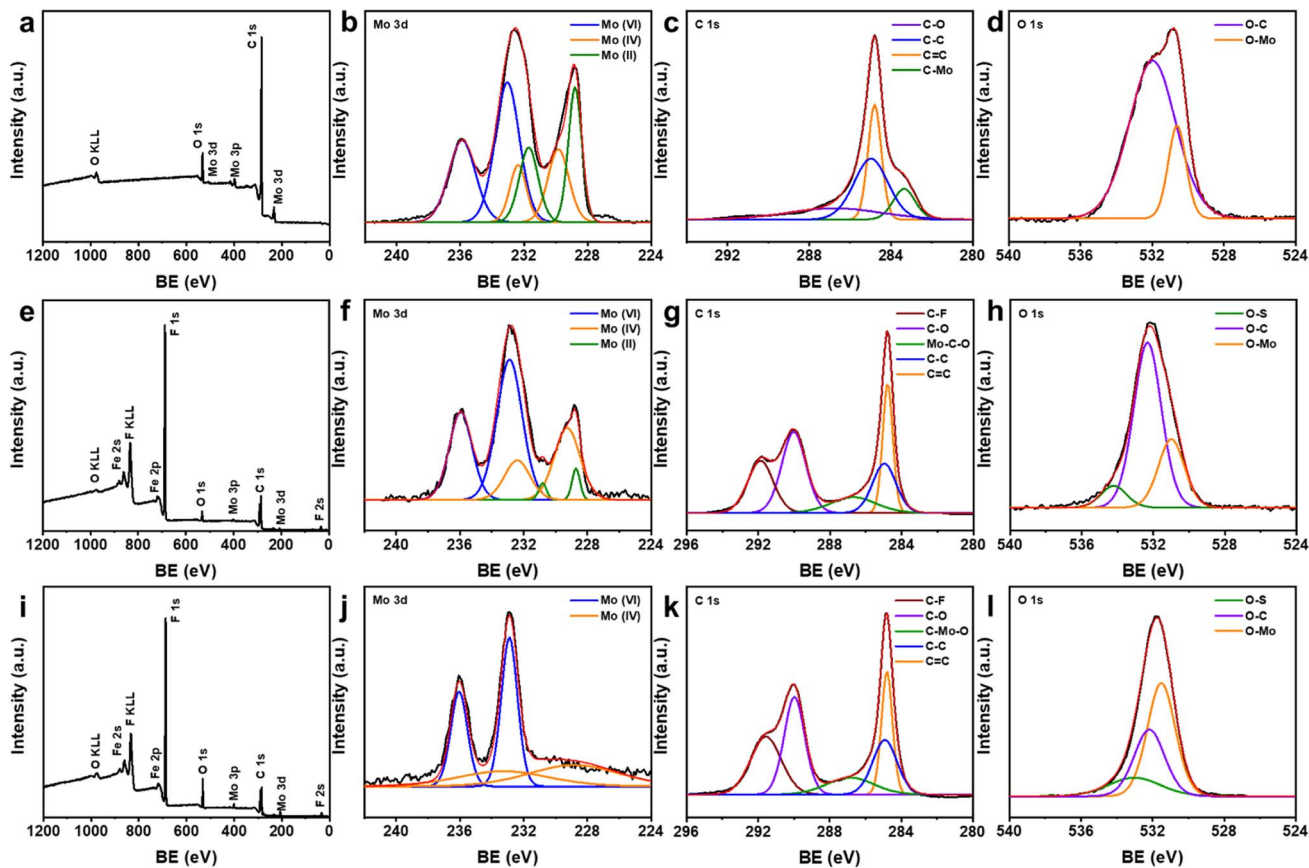 a
Intensity (a.u.)
O KLL
O 1s
Mo 3d
Mo 3p
C 1s
Mo 3d
1200 1000 800 600 400 200 0
BE (eV)
b
Intensity (a.u.)
Mo 3d
Mo (VI)
Mo (IV)
Mo (II)
240 236 232 228 224
BE (eV)
c
Intensity (a.u.)
C 1s
C-O
C-C
C=C
C-Mo
292 288 284 280
BE (eV)
d
Intensity (a.u.)
O 1s
O-C
O-Mo
540 536 532 528 524
BE (eV)
e
Intensity (a.u.)
O KLL
Fe 2s
F KLL
Fe 2p
F 1s
O 1s
Mo 3p
C 1s
Mo 3d
F 2s
1200 1000 800 600 400 200 0
BE (eV)
f
Intensity (a.u.)
Mo 3d
Mo (VI)
Mo (IV)
Mo (II)
240 236 232 228 224
BE (eV)
g
Intensity (a.u.)
C 1s
C-F
C-O
Mo-C-O
C-C
C=C
296 292 288 284 280
BE (eV)
h
Intensity (a.u.)
O 1s
O-S
O-C
O-Mo
540 536 532 528 524
BE (eV)
i
Intensity (a.u.)
O KLL
Fe 2s
F KLL
Fe 2p
F 1s
O 1s
Mo 3p
C 1s
Mo 3d
F 2s
1200 1000 800 600 400 200 0
BE (eV)
j
Intensity (a.u.)
Mo 3d
Mo (VI)
Mo (IV)
240 236 232 228 224
BE (eV)
k
Intensity (a.u.)
C 1s
C-F
C-O
C-Mo-O
C-C
C=C
296 292 288 284 280
BE (eV)
l
Intensity (a.u.)
O 1s
O-S
O-C
O-Mo
540 536 532 528 524
BE (eV)